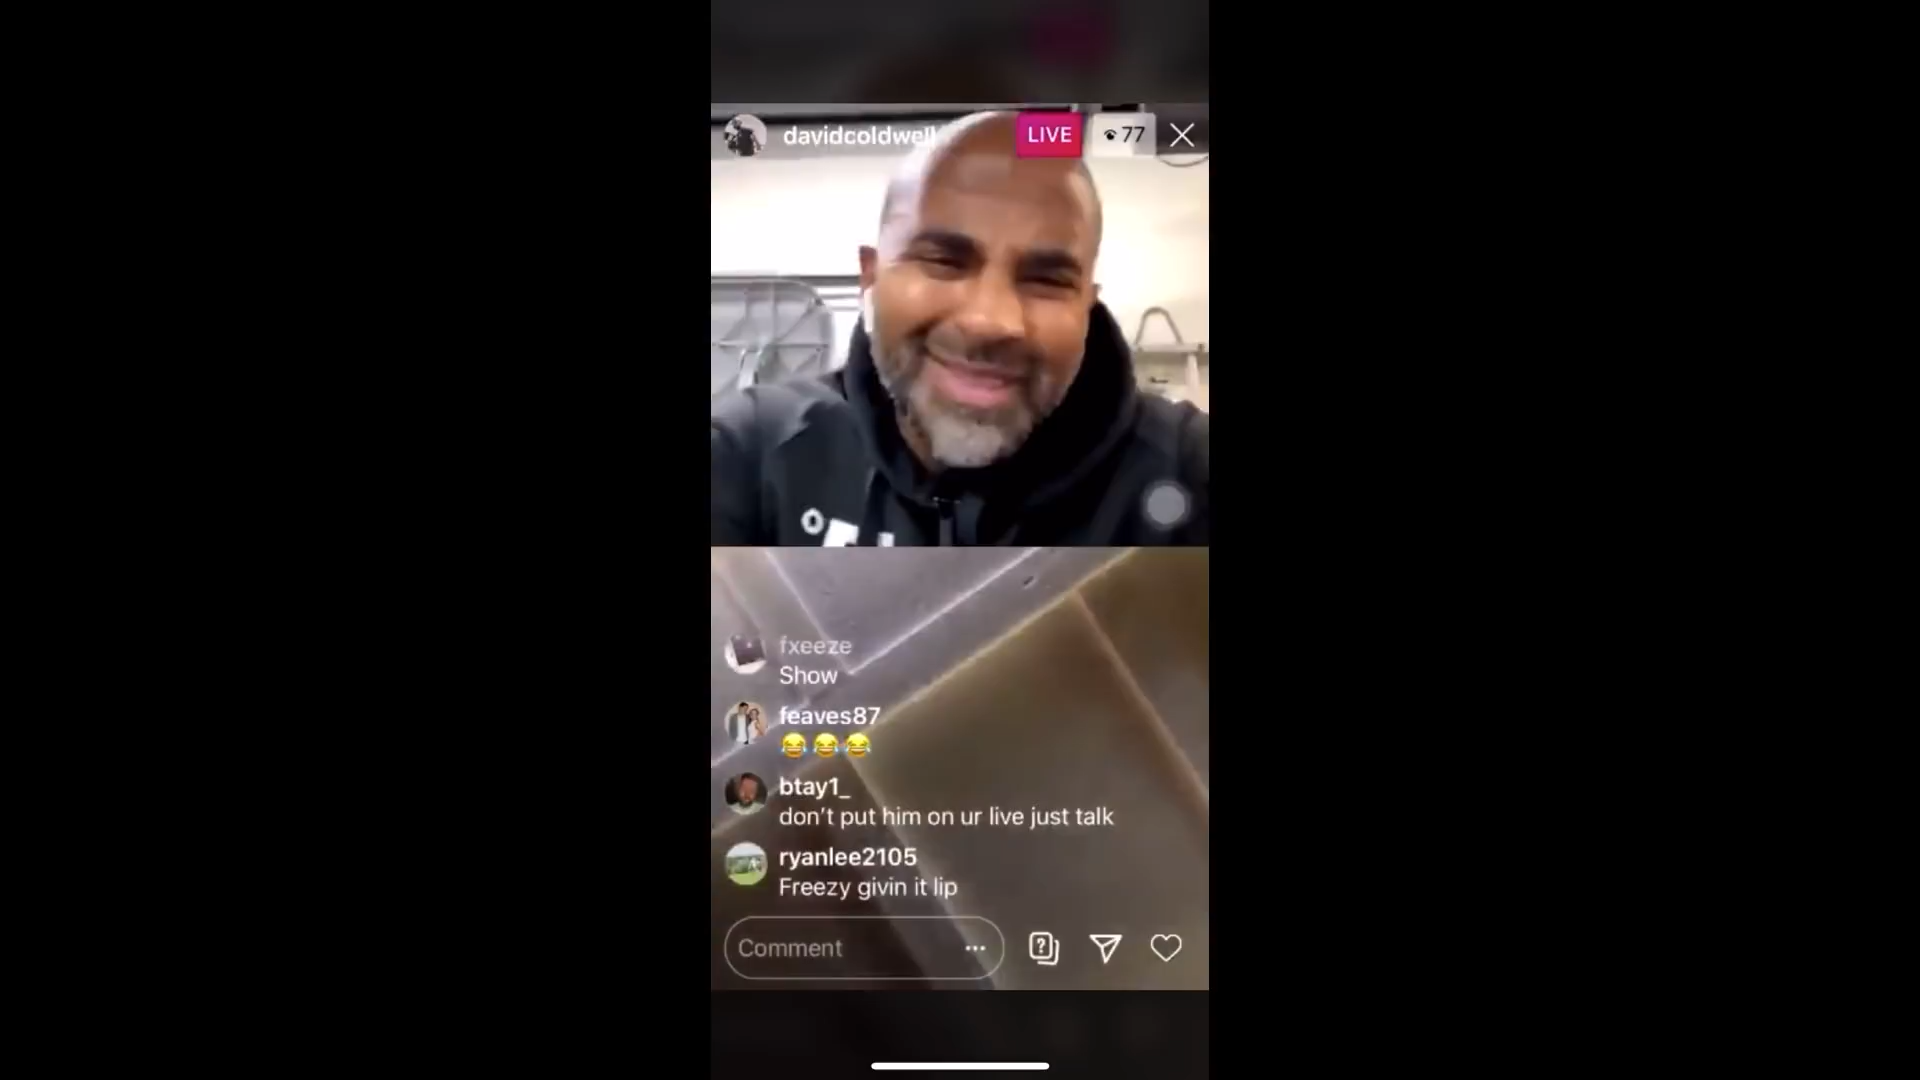 davidcoldwell
LIVE
77
fxeeze
Show
feaves87
😂😂😂
btay1_
don't put him on ur live just talk
ryanlee2105
Freezy givin it lip
Comment